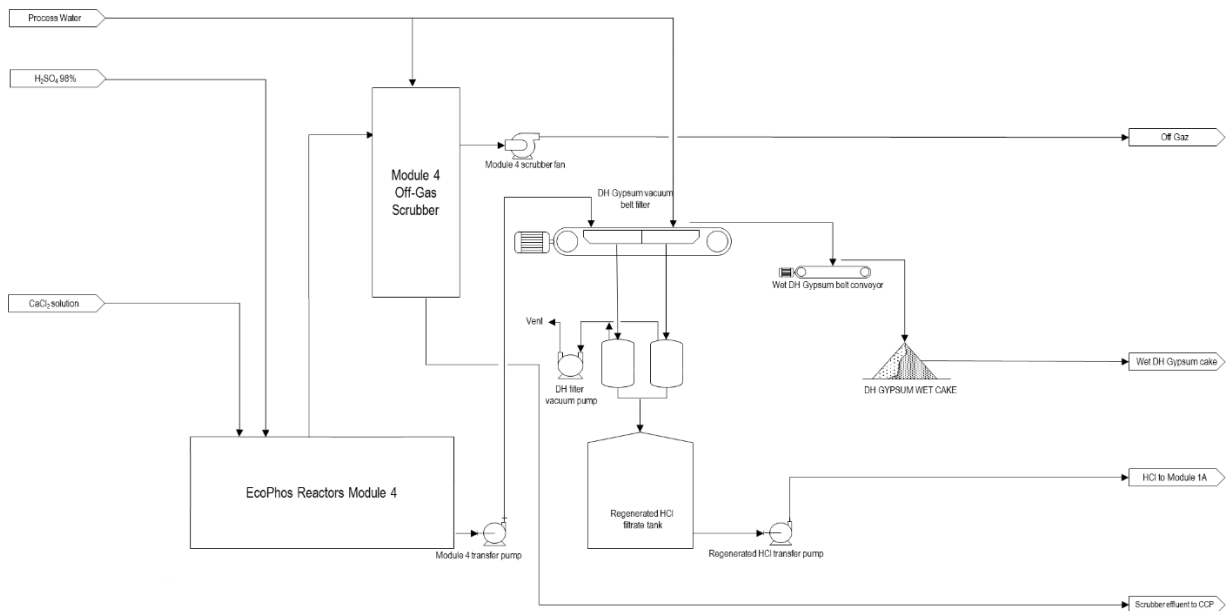 Process Water
H₂SO₄ 98%
Off Gaz
Module 4 scrubber fan
Module 4
Off-Gas
Scrubber
DH Gypsum vacuum
belt filter
Wet DH Gypsum belt conveyor
CaCl₂ solution
Vent
Wet DH Gypsum cake
DH filter
vacuum pump
DH GYPSUM WET CAKE
EcoPhos Reactors Module 4
HCl to Module 1A
Regenerated HCl
filtrate tank
Module 4 transfer pump
Regenerated HCl transfer pump
Scrubber effluent to CCP